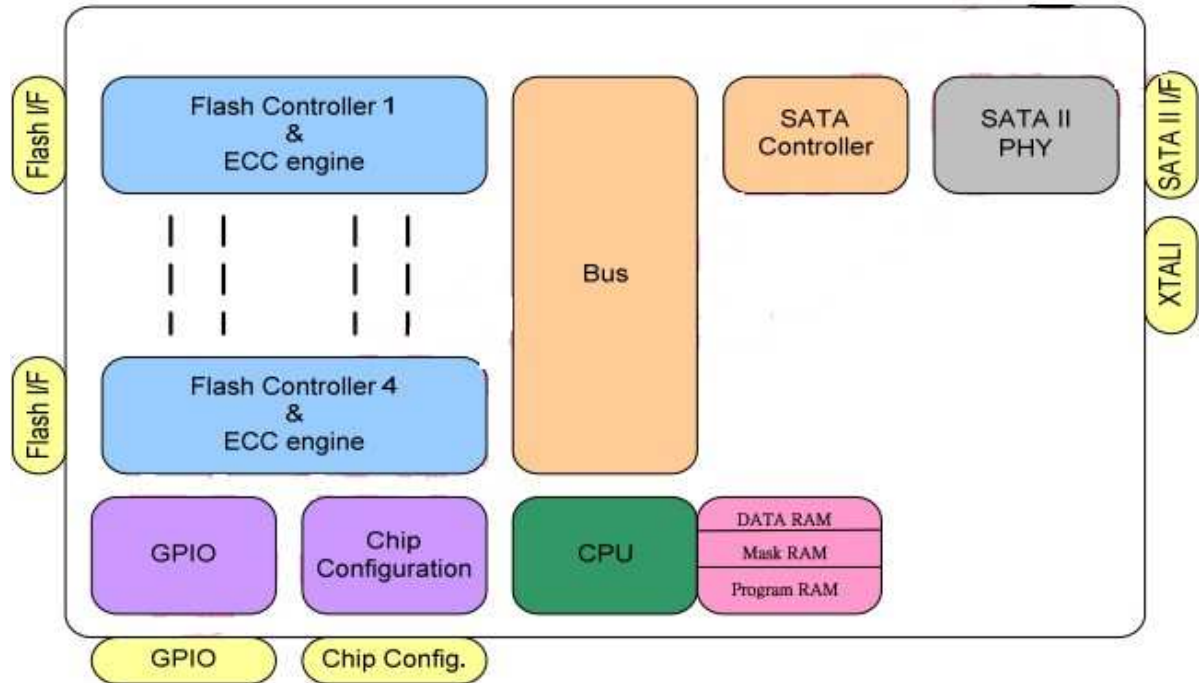 Flash I/F
Flash Controller 1
&
ECC engine
Bus
SATA
Controller
SATA II
PHY
SATA II I/F
XTALI
Flash I/F
Flash Controller 4
&
ECC engine
GPIO
Chip
Configuration
CPU
DATA RAM
Mask RAM
Program RAM
GPIO
Chip Config.